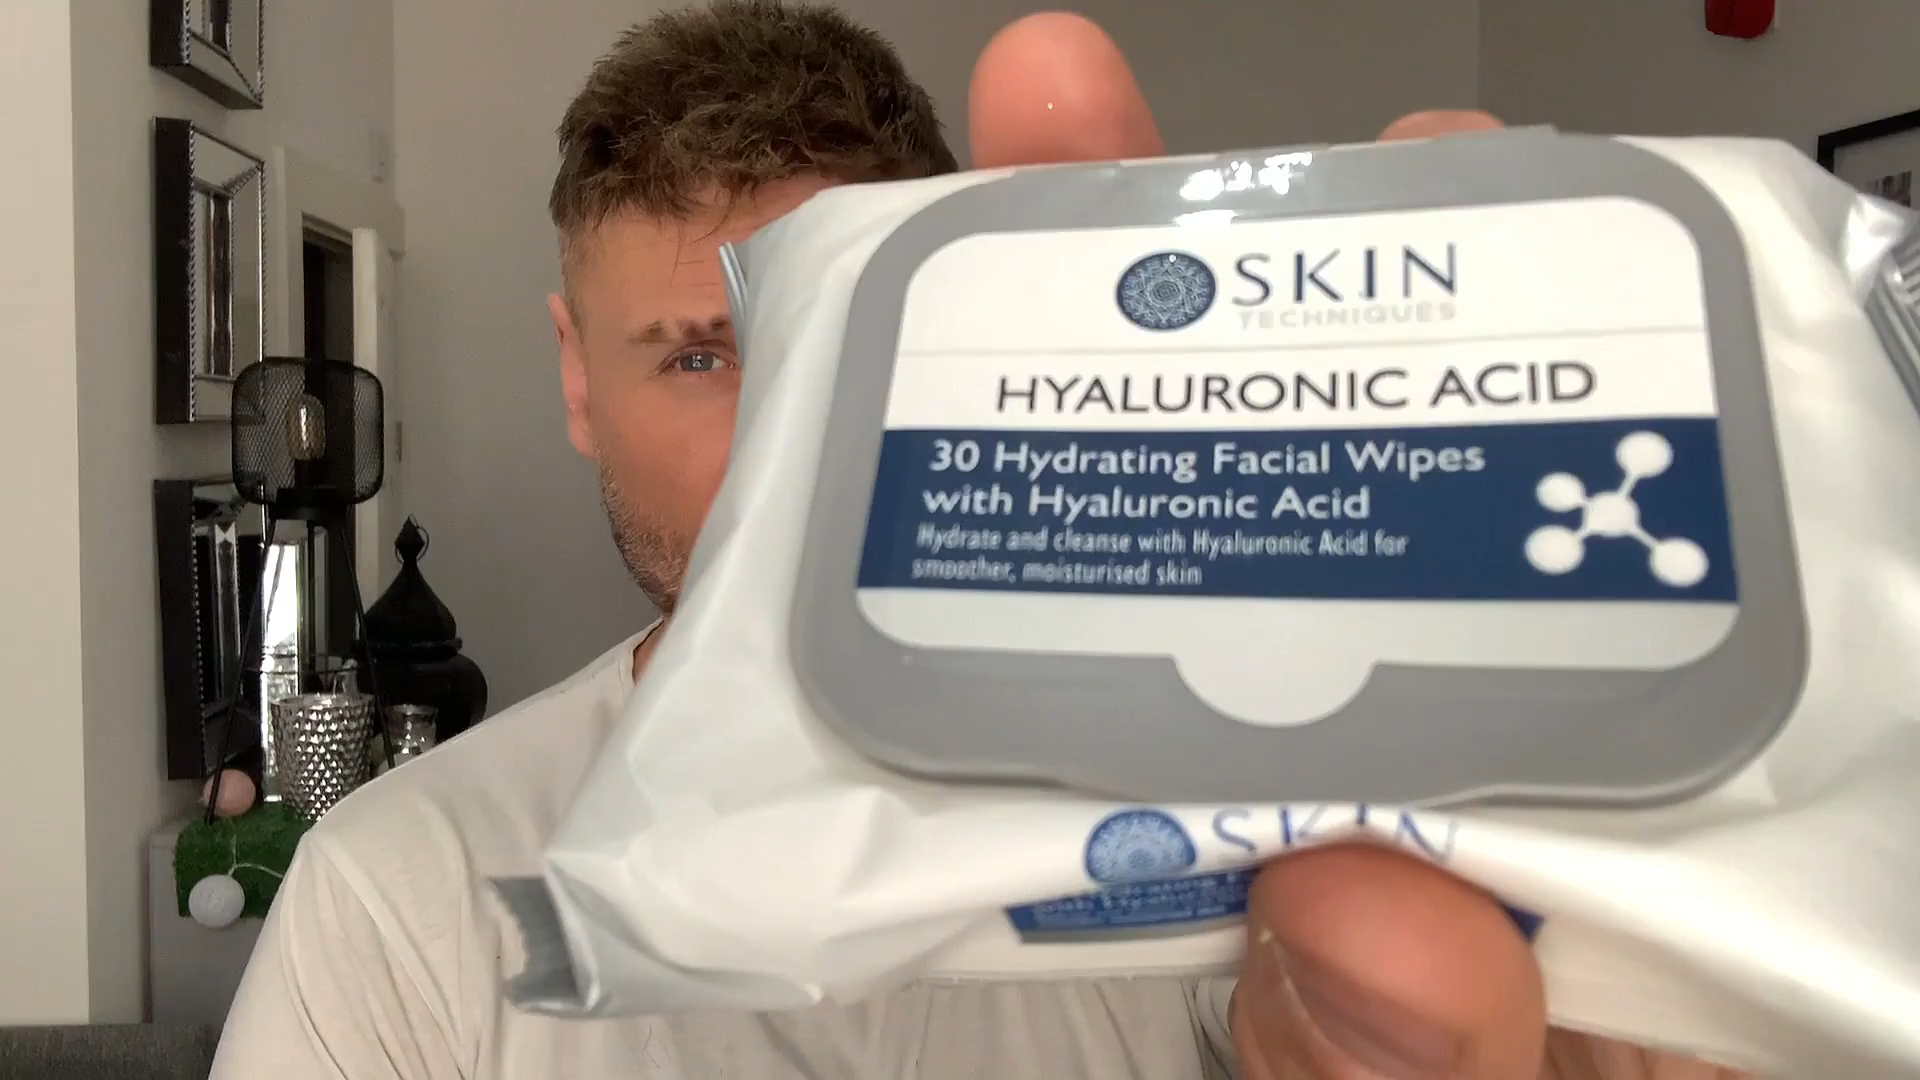 SKIN
TECHNIQUES
HYALURONIC ACID
30 Hydrating Facial Wipes
with Hyaluronic Acid
Hydrate and cleanse with Hyaluronic Acid for
smoother, moisturised skin
SKIN